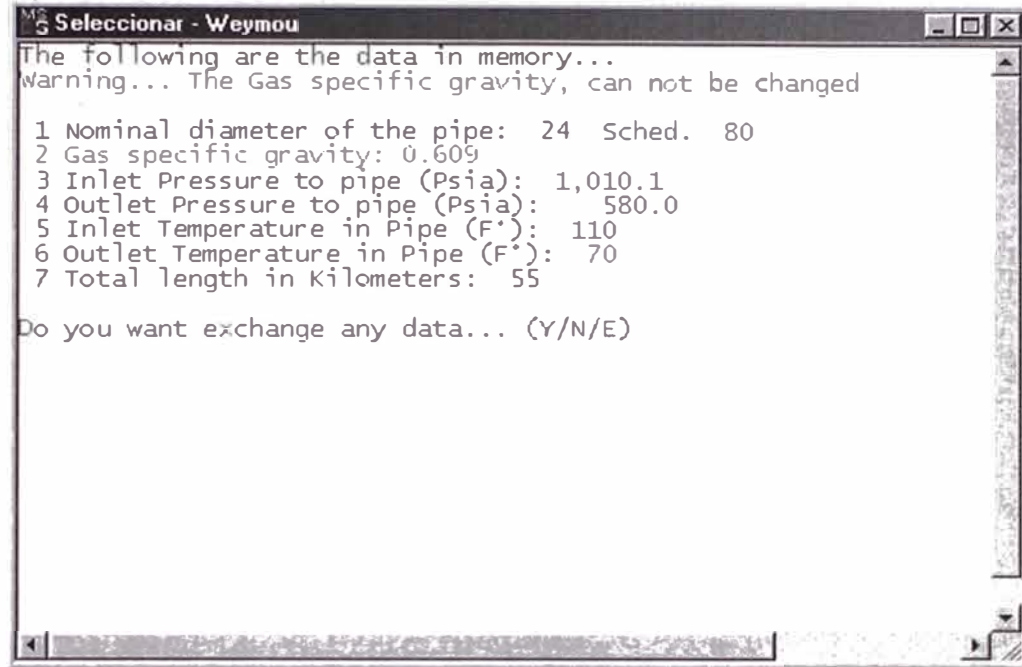 Seleccionar - Weymou
The following are the data in memory...
Warning... The Gas specific gravity, can not be changed
1 Nominal diameter of the pipe: 24 Sched. 80
2 Gas specific gravity: 0.609
3 Inlet Pressure to pipe (Psia): 1,010.1
4 Outlet Pressure to pipe (Psia): 580.0
5 Inlet Temperature in Pipe (F°): 110
6 Outlet Temperature in Pipe (F°): 70
7 Total length in Kilometers: 55
Do you want exchange any data... (Y/N/E)